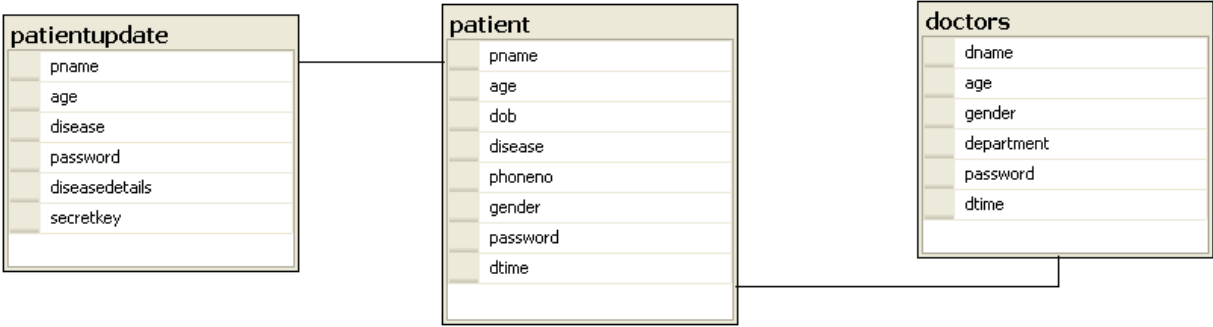 patientupdate
pname
age
disease
password
diseasedetails
secretkey
patient
pname
age
dob
disease
phoneno
gender
password
dtime
doctors
dname
age
gender
department
password
dtime